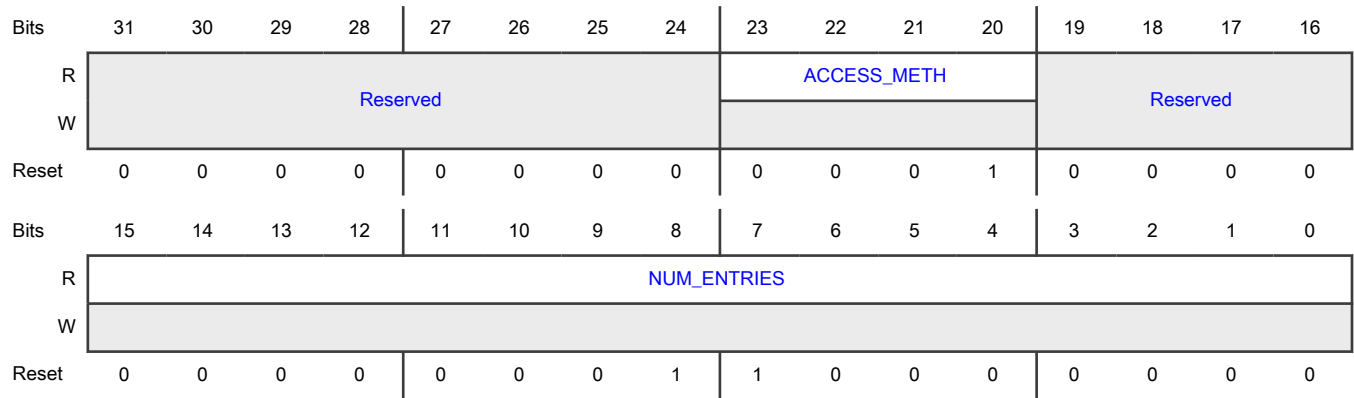 Bits 31 30 29 28 27 26 25 24 23 22 21 20 19 18 17 16
R Reserved ACCESS_METH Reserved
W
Reset 0 0 0 0 0 0 0 0 0 0 0 1 0 0 0 0
Bits 15 14 13 12 11 10 9 8 7 6 5 4 3 2 1 0
R NUM_ENTRIES
W
Reset 0 0 0 0 0 0 0 1 1 0 0 0 0 0 0 0